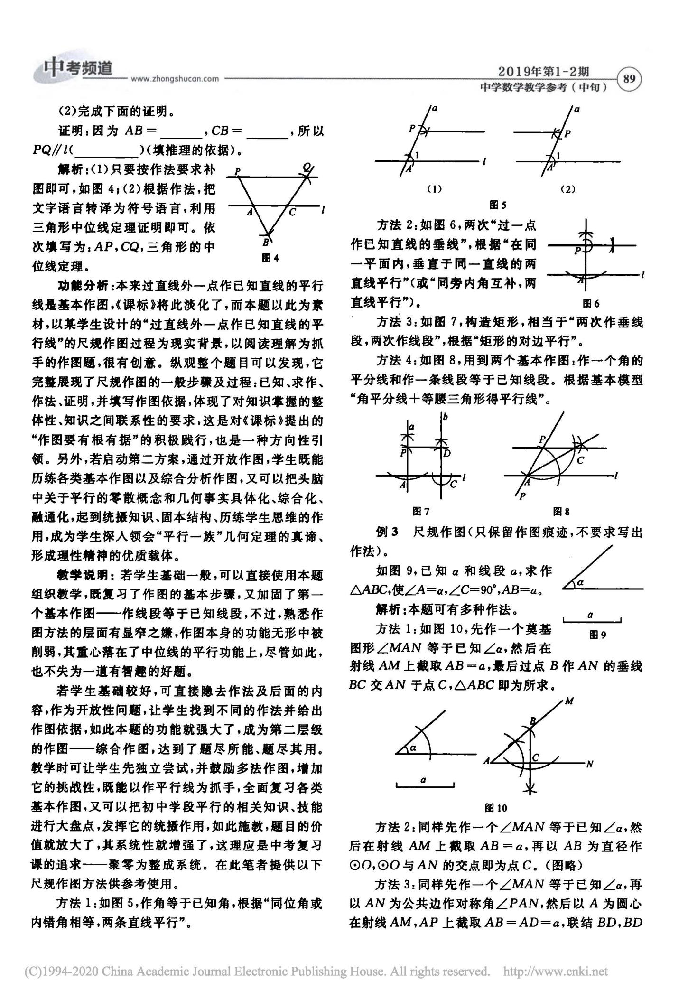 中考频道
www.zhongshucan.com
2019年第1-2期
中学数学教学参考（中旬）
89
(2)完成下面的证明。
证明:因为 AB＝______,CB＝______,所以
PQ∥l(__________)(填推理的依据)。
解析:(1)只要按作法要求补
图即可,如图 4;(2)根据作法,把
文字语言转译为符号语言,利用
三角形中位线定理证明即可。依
次填写为:AP,CQ,三角形的中
位线定理。
P
Q
A
C
l
B
图4
功能分析:本来过直线外一点作已知直线的平行
线是基本作图,《课标》将此淡化了,而本题以此为素
材,以某学生设计的“过直线外一点作已知直线的平
行线”的尺规作图过程为现实背景,以阅读理解为抓
手的作图题,很有创意。纵观整个题目可以发现,它
完整展现了尺规作图的一般步骤及过程:已知、求作、
作法、证明,并填写作图依据,体现了对知识掌握的整
体性、知识之间联系性的要求,这是对《课标》提出的
“作图要有根有据”的积极践行,也是一种方向性引
领。另外,若启动第二方案,通过开放作图,学生既能
历练各类基本作图以及综合分析作图,又可以把头脑
中关于平行的零散概念和几何事实具体化、综合化、
融通化,起到统摄知识、固本结构、历练学生思维的作
用,成为学生深入领会“平行一族”几何定理的真谛、
形成理性精神的优质载体。
教学说明:若学生基础一般,可以直接使用本题
组织教学,既复习了作图的基本步骤,又加固了第一
个基本作图——作线段等于已知线段,不过,熟悉作
图方法的层面有显窄之嫌,作图本身的功能无形中被
削弱,其重心落在了中位线的平行功能上,尽管如此,
也不失为一道有智趣的好题。
若学生基础较好,可直接隐去作法及后面的内
容,作为开放性问题,让学生找到不同的作法并给出
作图依据,如此本题的功能就强大了,成为第二层级
的作图——综合作图,达到了题尽所能、题尽其用。
教学时可让学生先独立尝试,并鼓励多法作图,增加
它的挑战性,既能以作平行线为抓手,全面复习各类
基本作图,又可以把初中学段平行的相关知识、技能
进行大盘点,发挥它的统摄作用,如此施教,题目的价
值就放大了,其系统性就增强了,这理应是中考复习
课的追求——聚零为整成系统。在此笔者提供以下
尺规作图方法供参考使用。
方法 1:如图 5,作角等于已知角,根据“同位角或
内错角相等,两条直线平行”。
a
P
1
A
l
(1)
a
P
1
A
(2)
图5
方法 2:如图 6,两次“过一点
作已知直线的垂线”,根据“在同
一平面内,垂直于同一直线的两
直线平行”(或“同旁内角互补,两
直线平行”)。
P
l
A
图6
方法 3:如图 7,构造矩形,相当于“两次作垂线
段,两次作线段”,根据“矩形的对边平行”。
方法 4:如图 8,用到两个基本作图:作一个角的
平分线和作一条线段等于已知线段。根据基本模型
“角平分线＋等腰三角形得平行线”。
a
b
P
D
A
C
l
图7
P
C
l
A
P
图8
例 3 尺规作图(只保留作图痕迹,不要求写出
作法)。
如图 9,已知 α 和线段 a,求作
△ABC,使∠A＝α,∠C＝90°,AB＝a。
解析:本题可有多种作法。
方法 1:如图 10,先作一个奠基
图形∠MAN 等于已知∠α,然后在
α
a
图9
射线 AM 上截取 AB＝a,最后过点 B 作 AN 的垂线
BC 交 AN 于点 C,△ABC 即为所求。
α
a
M
B
A
C
N
图10
方法 2:同样先作一个∠MAN 等于已知∠α,然
后在射线 AM 上截取 AB＝a,再以 AB 为直径作
⊙O,⊙O与 AN 的交点即为点 C。(图略)
方法 3:同样先作一个∠MAN 等于已知∠α,再
以 AN 为公共边作对称角∠PAN,然后以 A 为圆心
在射线 AM,AP 上截取 AB＝AD＝a,联结 BD,BD
(C)1994-2020 China Academic Journal Electronic Publishing House. All rights reserved. http://www.cnki.net